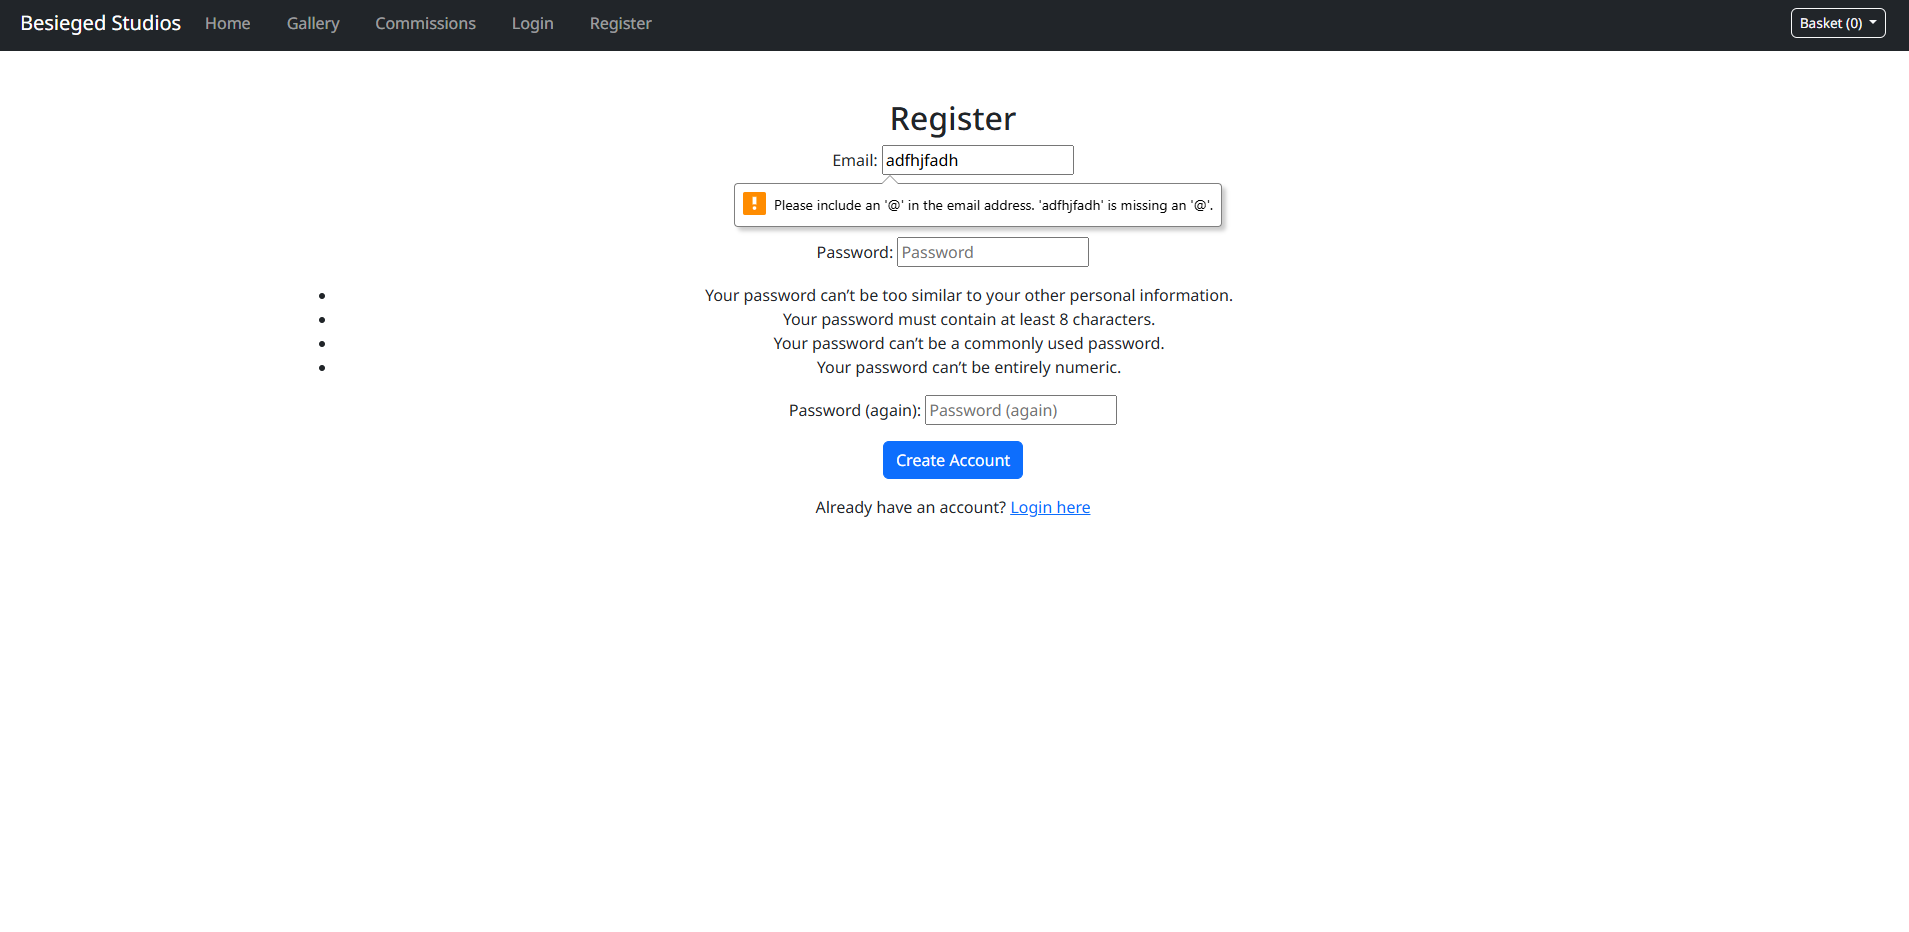 Besieged Studios Home Gallery Commissions Login Register Basket (0)
Register
Email: adfhjfadh
Please include an '@' in the email address. 'adfhjfadh' is missing an '@'.
Password: Password
Your password can’t be too similar to your other personal information.
Your password must contain at least 8 characters.
Your password can’t be a commonly used password.
Your password can’t be entirely numeric.
Password (again): Password (again)
Create Account
Already have an account? Login here